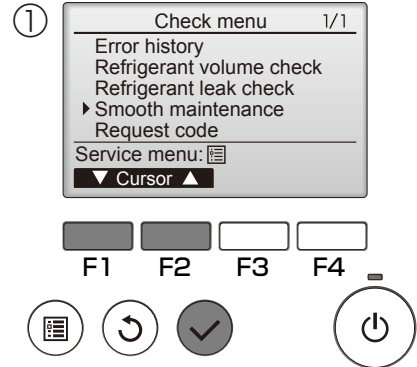 ①
Check menu 1/1
Error history
Refrigerant volume check
Refrigerant leak check
Smooth maintenance
Request code
Service menu:
▼ Cursor ▲
F1 F2 F3 F4